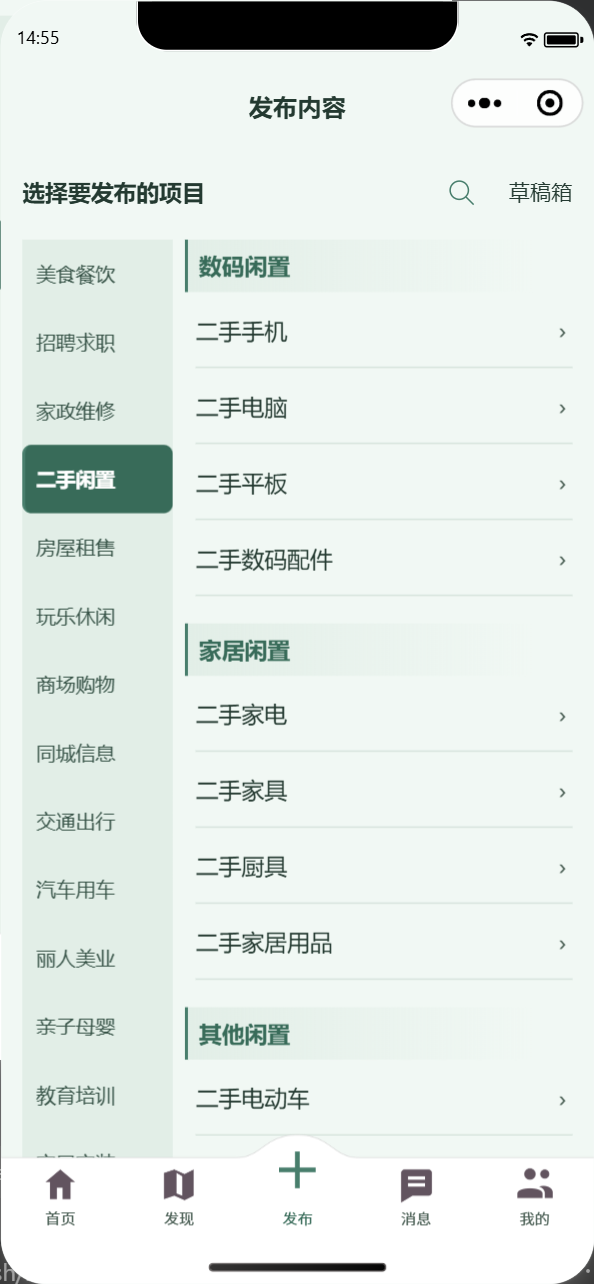 14:55
发布内容
选择要发布的项目
草稿箱
美食餐饮
招聘求职
家政维修
二手闲置
房屋租售
玩乐休闲
商场购物
同城信息
交通出行
汽车用车
丽人美业
亲子母婴
教育培训
数码闲置
二手手机
二手电脑
二手平板
二手数码配件
家居闲置
二手家电
二手家具
二手厨具
二手家居用品
其他闲置
二手电动车
首页
发现
发布
消息
我的